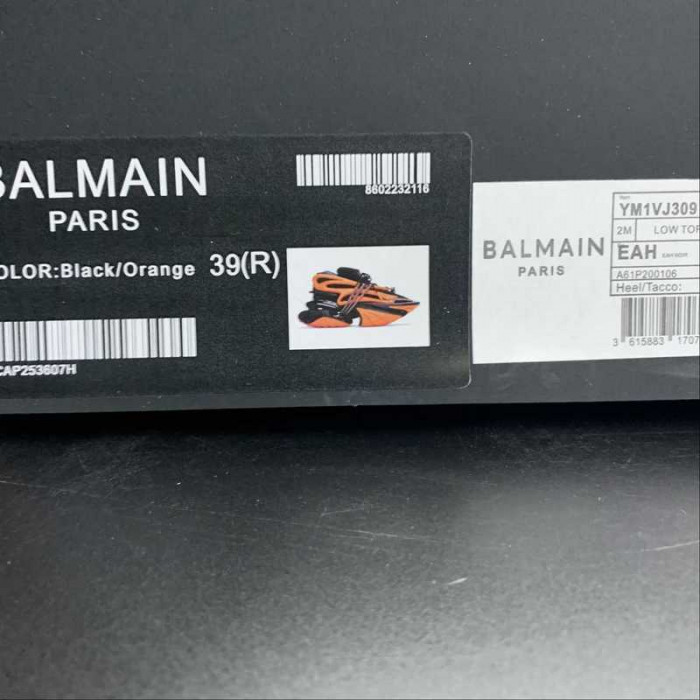 BALMAIN
PARIS
8602232116
OLOR:Black/Orange 39(R)
CAP253607H
BALMAIN
PARIS
Item
YM1VJ309
2M LOW TOP
EAH
A61P200106
Heel/Tacco:
3 615883 1707